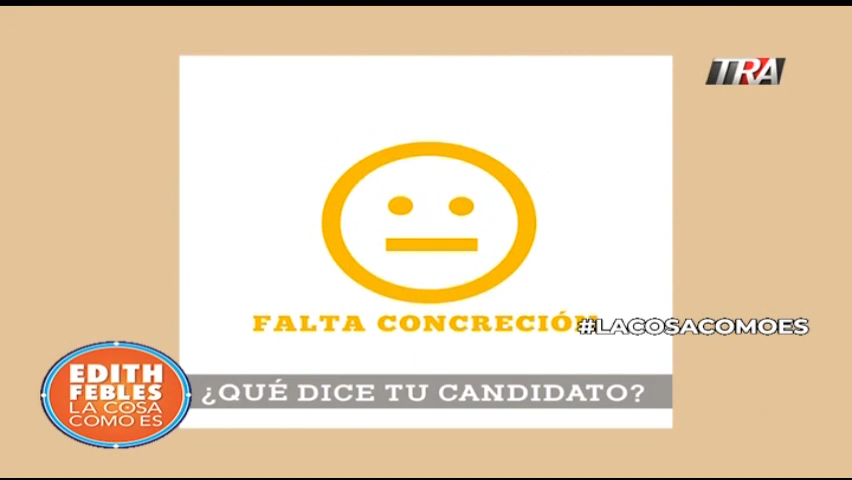 TRA
FALTA CONCRECIÓN
#LACOSACOMOES
EDITH
FEBLES
LA COSA
COMO ES
¿QUÉ DICE TU CANDIDATO?